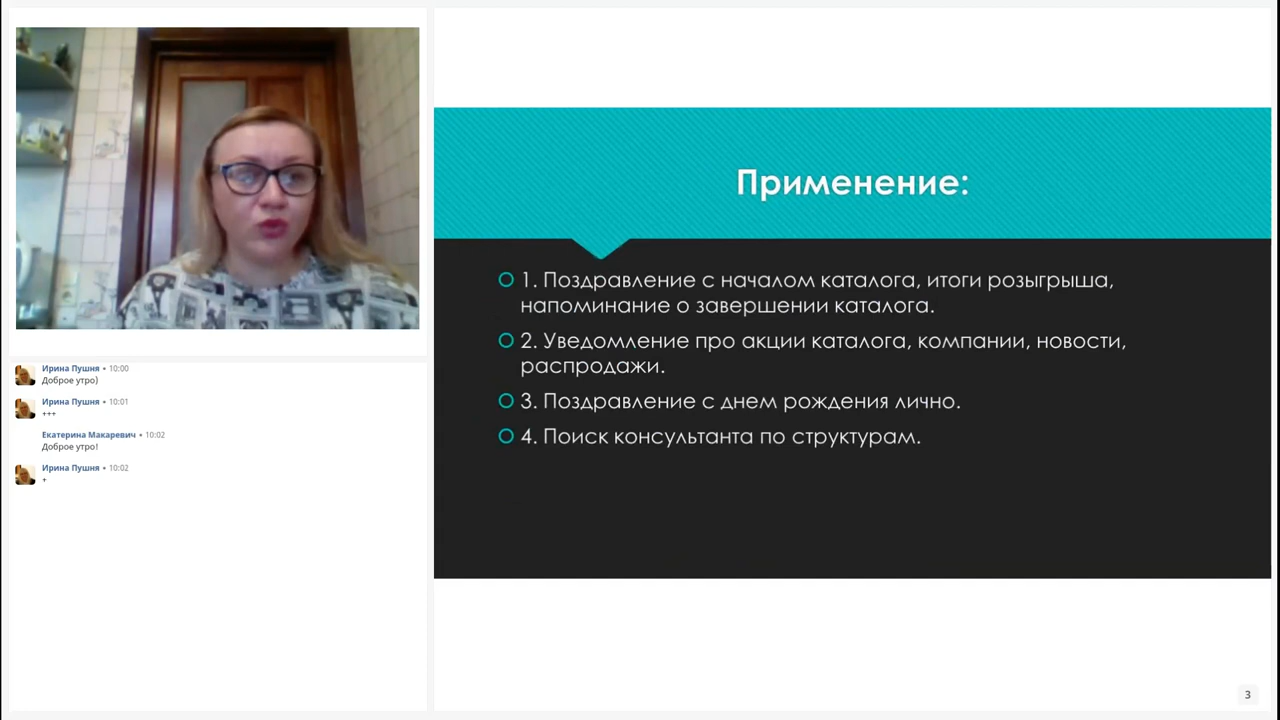 Применение:
1. Поздравление с началом каталога, итоги розыгрыша,
напоминание о завершении каталога.
2. Уведомление про акции каталога, компании, новости,
распродажи.
3. Поздравление с днем рождения лично.
4. Поиск консультанта по структурам.
Ирина Пушня • 10:00
Доброе утро)
Ирина Пушня • 10:01
+++
Екатерина Макаревич • 10:02
Доброе утро!
Ирина Пушня • 10:02
+
3